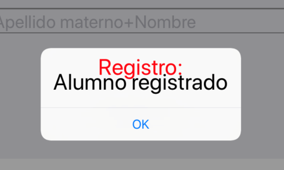 Apellido materno+Nombre
Registro:
Alumno registrado
OK